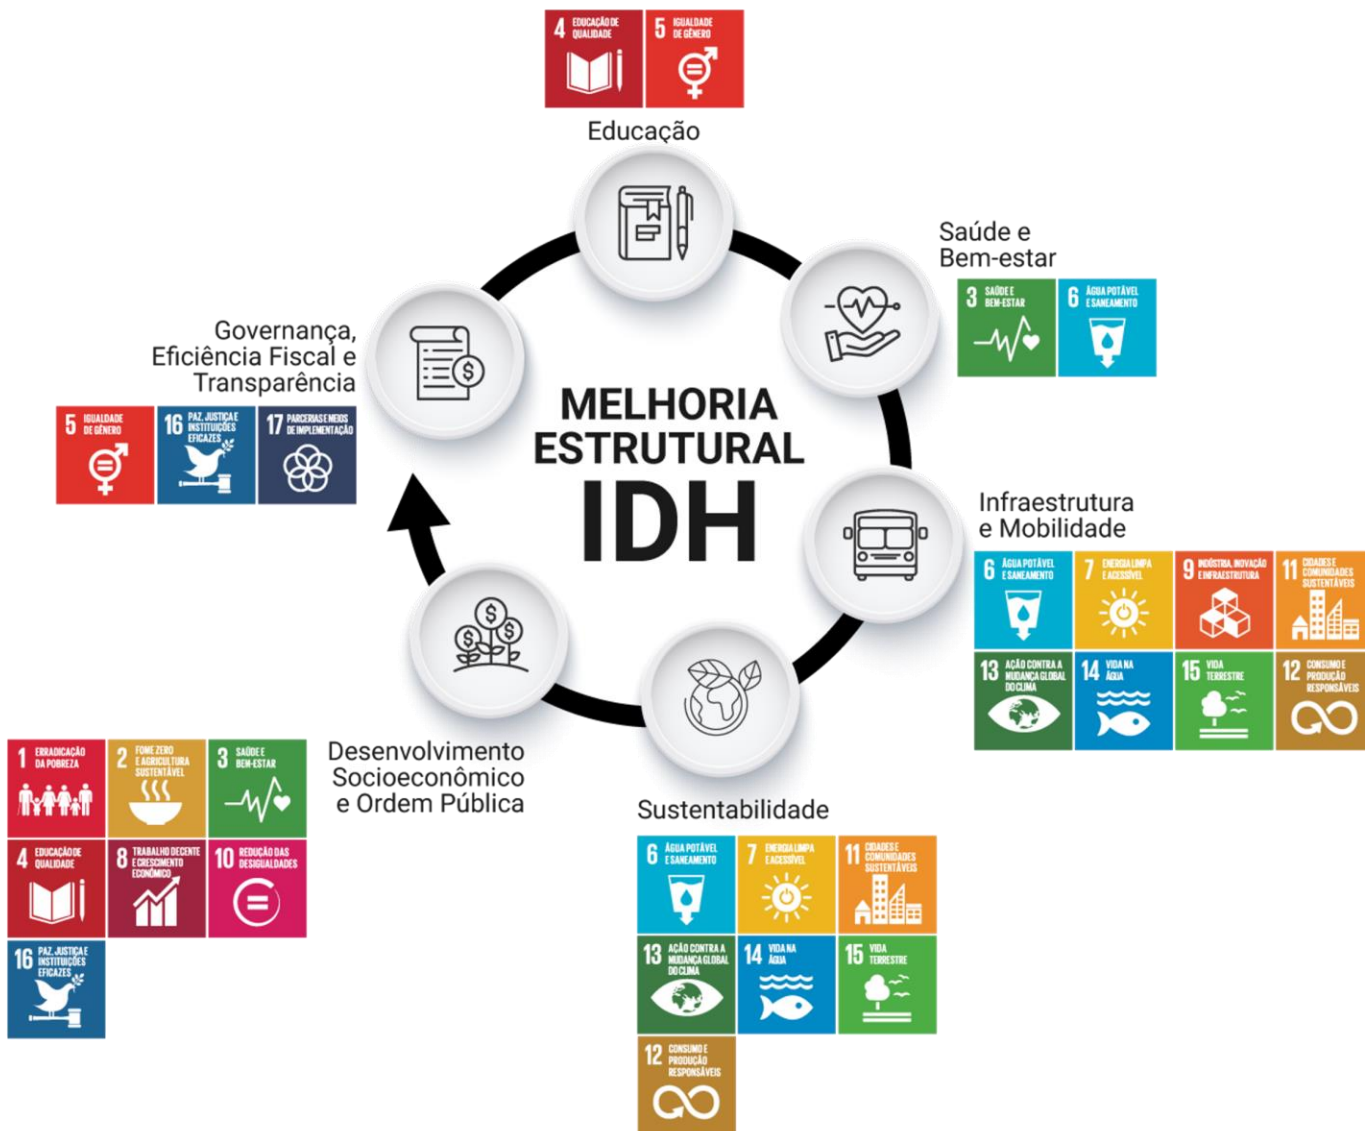 4 EDUCAÇÃO DE
QUALIDADE
5 IGUALDADE
DE GÊNERO
Educação
Saúde e
Bem-estar
3 SAÚDE E
BEM-ESTAR
6 ÁGUA POTÁVEL
E SANEAMENTO
Governança,
Eficiência Fiscal e
Transparência
5 IGUALDADE
DE GÊNERO
16 PAZ, JUSTIÇA E
INSTITUIÇÕES
EFICAZES
17 PARCERIAS E MEIOS
DE IMPLEMENTAÇÃO
MELHORIA
ESTRUTURAL
IDH
Infraestrutura
e Mobilidade
6 ÁGUA POTÁVEL
E SANEAMENTO
7 ENERGIA LIMPA
E ACESSÍVEL
9 INDÚSTRIA, INOVAÇÃO
E INFRAESTRUTURA
11 CIDADES E
COMUNIDADES
SUSTENTÁVEIS
13 AÇÃO CONTRA A
MUDANÇA GLOBAL
DO CLIMA
14 VIDA NA
ÁGUA
15 VIDA
TERRESTRE
12 CONSUMO E
PRODUÇÃO
RESPONSÁVEIS
Desenvolvimento
Socioeconômico
e Ordem Pública
1 ERRADICAÇÃO
DA POBREZA
2 FOME ZERO
E AGRICULTURA
SUSTENTÁVEL
3 SAÚDE E
BEM-ESTAR
4 EDUCAÇÃO DE
QUALIDADE
8 TRABALHO DECENTE
E CRESCIMENTO
ECONÔMICO
10 REDUÇÃO DAS
DESIGUALDADES
16 PAZ, JUSTIÇA E
INSTITUIÇÕES
EFICAZES
Sustentabilidade
6 ÁGUA POTÁVEL
E SANEAMENTO
7 ENERGIA LIMPA
E ACESSÍVEL
11 CIDADES E
COMUNIDADES
SUSTENTÁVEIS
13 AÇÃO CONTRA A
MUDANÇA GLOBAL
DO CLIMA
14 VIDA NA
ÁGUA
15 VIDA
TERRESTRE
12 CONSUMO E
PRODUÇÃO
RESPONSÁVEIS